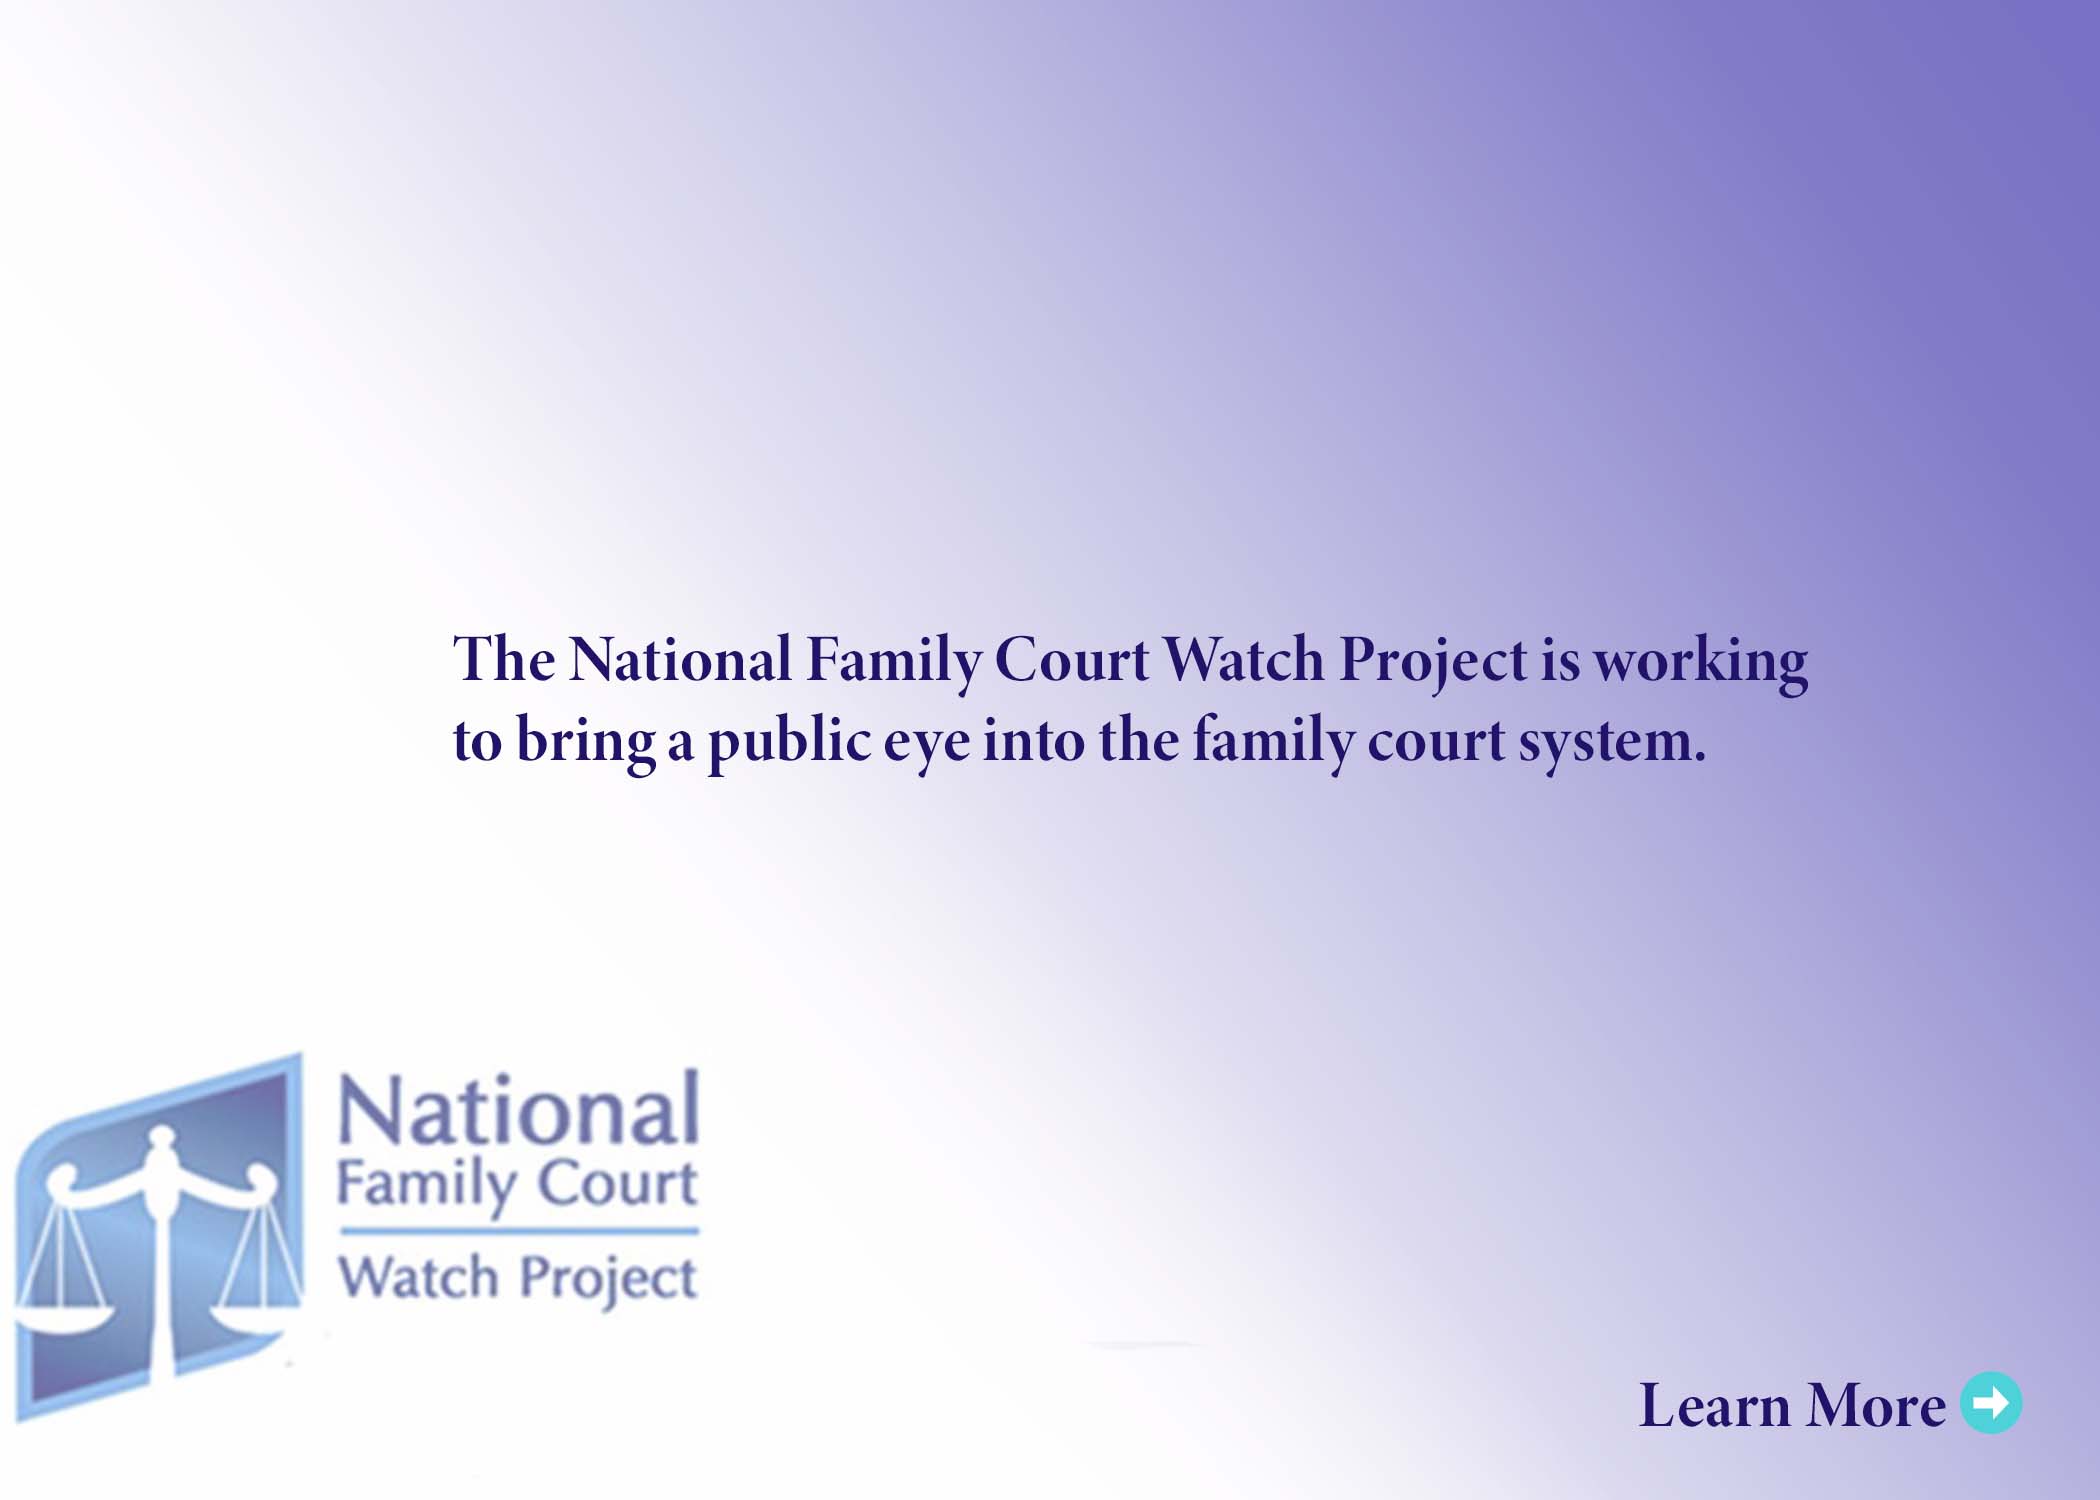 The National Family Court Watch Project is working
to bring a public eye into the family court system.
National
Family Court
Watch Project
Learn More